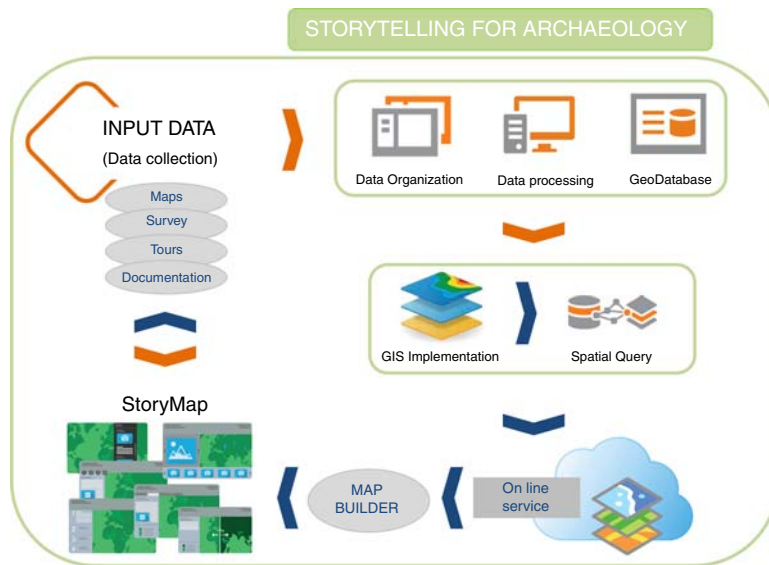 STORYTELLING FOR ARCHAEOLOGY
INPUT DATA
(Data collection)
Maps
Survey
Tours
Documentation
Data Organization
Data processing
GeoDatabase
GIS Implementation
Spatial Query
StoryMap
MAP
BUILDER
On line
service